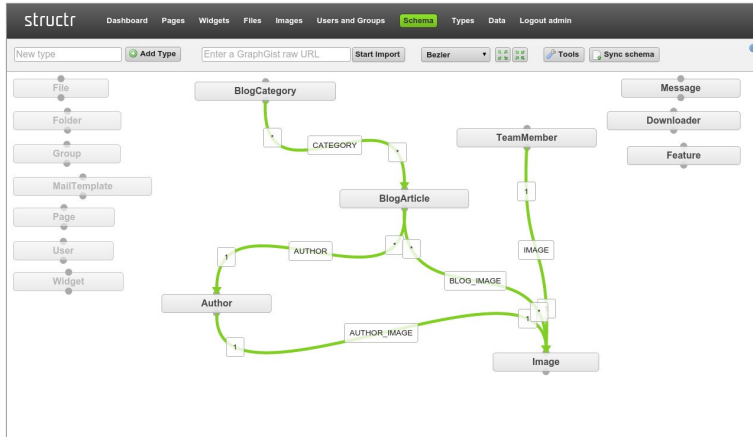 structr Dashboard Pages Widgets Files Images Users and Groups Schema Types Data Logout admin
New type Add Type Enter a GraphGist raw URL Start Import Bezier Tools Sync schema
File
BlogCategory
Message
Folder
Downloader
*
TeamMember
CATEGORY
*
Group
Feature
MailTemplate
1
BlogArticle
Page
User
1
AUTHOR
*
*
IMAGE
Widget
BLOG_IMAGE
Author
*
1
AUTHOR_IMAGE
1
Image